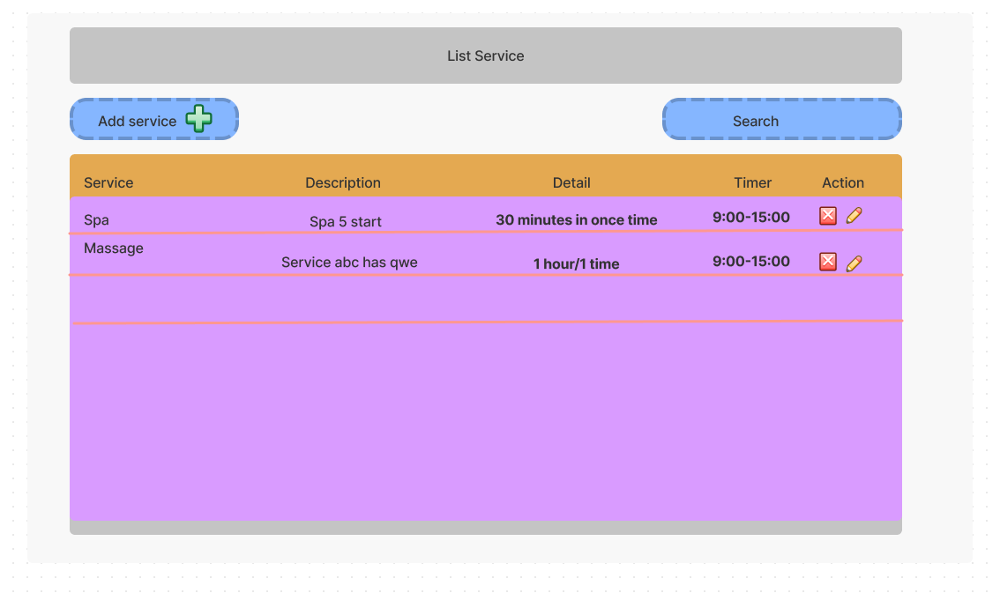 List Service
Add service
Search
Service Description Detail Timer Action
Spa Spa 5 start 30 minutes in once time 9:00-15:00
Massage Service abc has qwe 1 hour/1 time 9:00-15:00